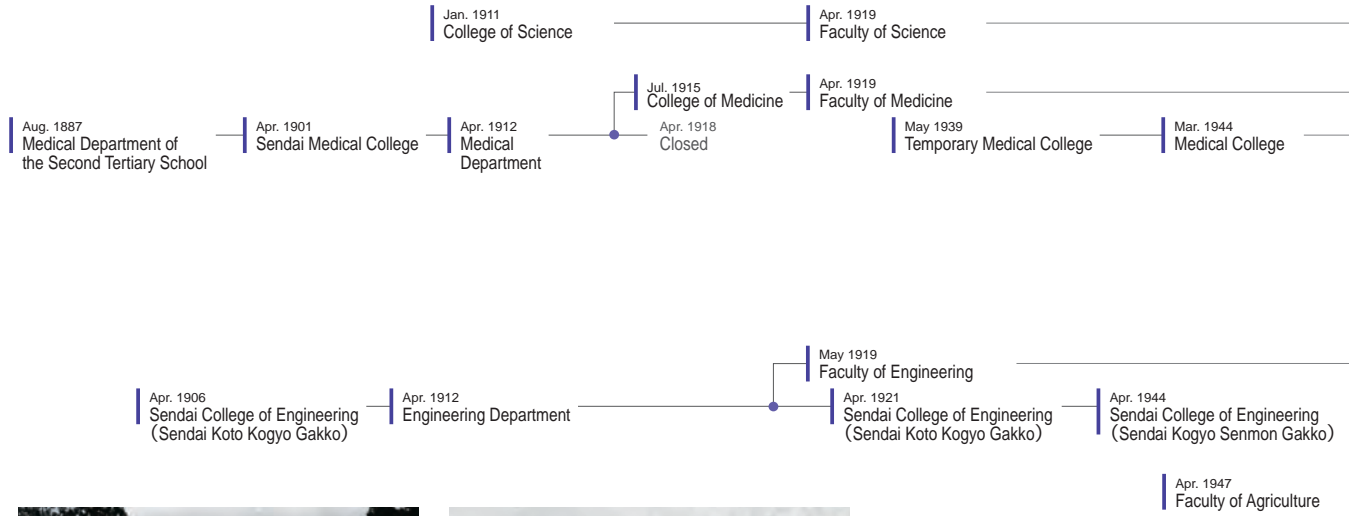 Jan. 1911
College of Science
Apr. 1919
Faculty of Science
Jul. 1915
College of Medicine
Apr. 1919
Faculty of Medicine
Aug. 1887
Medical Department of
the Second Tertiary School
Apr. 1901
Sendai Medical College
Apr. 1912
Medical
Department
Apr. 1918
Closed
May 1939
Temporary Medical College
Mar. 1944
Medical College
May 1919
Faculty of Engineering
Apr. 1906
Sendai College of Engineering
（Sendai Koto Kogyo Gakko）
Apr. 1912
Engineering Department
Apr. 1921
Sendai College of Engineering
（Sendai Koto Kogyo Gakko）
Apr. 1944
Sendai College of Engineering
（Sendai Kogyo Senmon Gakko）
Apr. 1947
Faculty of Agriculture